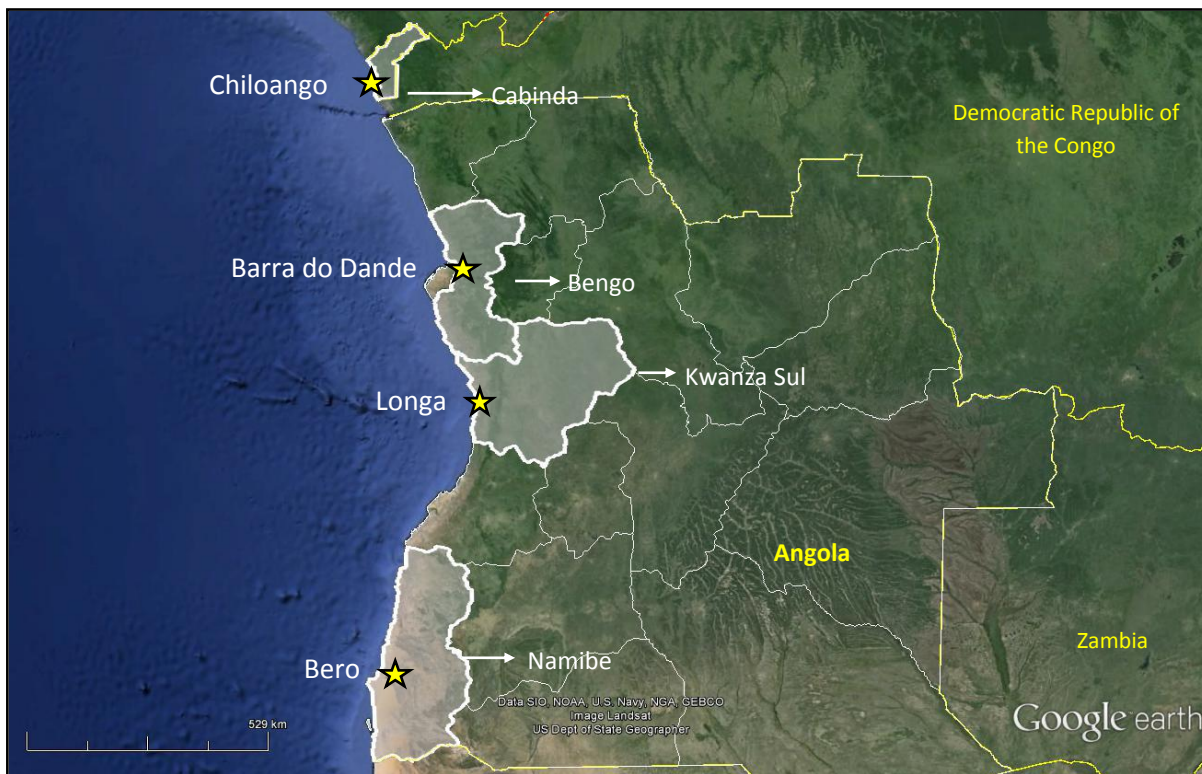 Chiloango
Cabinda
Democratic Republic of
the Congo
Barra do Dande
Bengo
Kwanza Sul
Longa
Angola
Zambia
Namibe
Bero
Data SIO, NOAA, U.S. Navy, NGA, GEBCO
Image Landsat
US Dept of State Geographer
529 km
Google earth